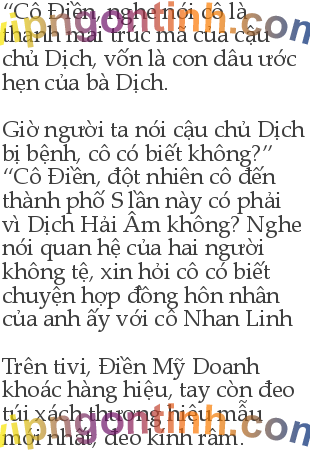 “Cô Điền, nghe nói cô là
thanh mai trúc mã của cậu
chủ Dịch, vốn là con dâu ước
hẹn của bà Dịch.
Giờ người ta nói cậu chủ Dịch
bị bệnh, cô có biết không?”
“Cô Điền, đột nhiên cô đến
thành phố S lần này có phải
vì Dịch Hải Âm không? Nghe
nói quan hệ của hai người
không tệ, xin hỏi cô có biết
chuyện hợp đồng hôn nhân
của anh ấy với cô Nhan Linh
Trên tivi, Điền Mỹ Doanh
khoác hàng hiệu, tay còn đeo
túi xách thương hiệu mẫu
mới nhất, đeo kính râm.
vipngontinh.com
vipngontinh.com